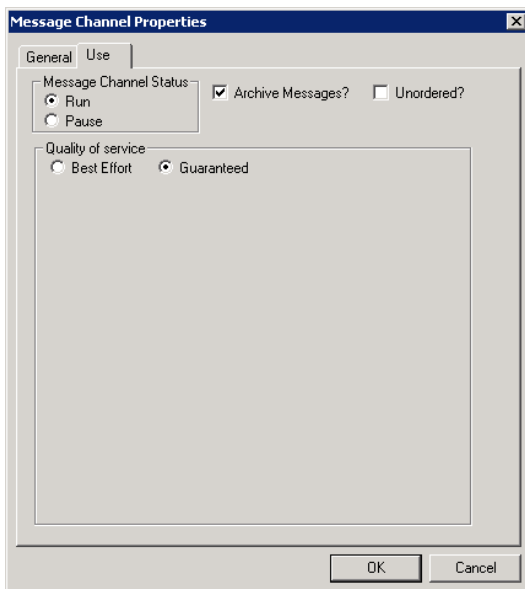 Message Channel Properties
General Use
Message Channel Status
Run
Pause
Archive Messages? Unordered?
Quality of service
Best Effort Guaranteed
OK Cancel